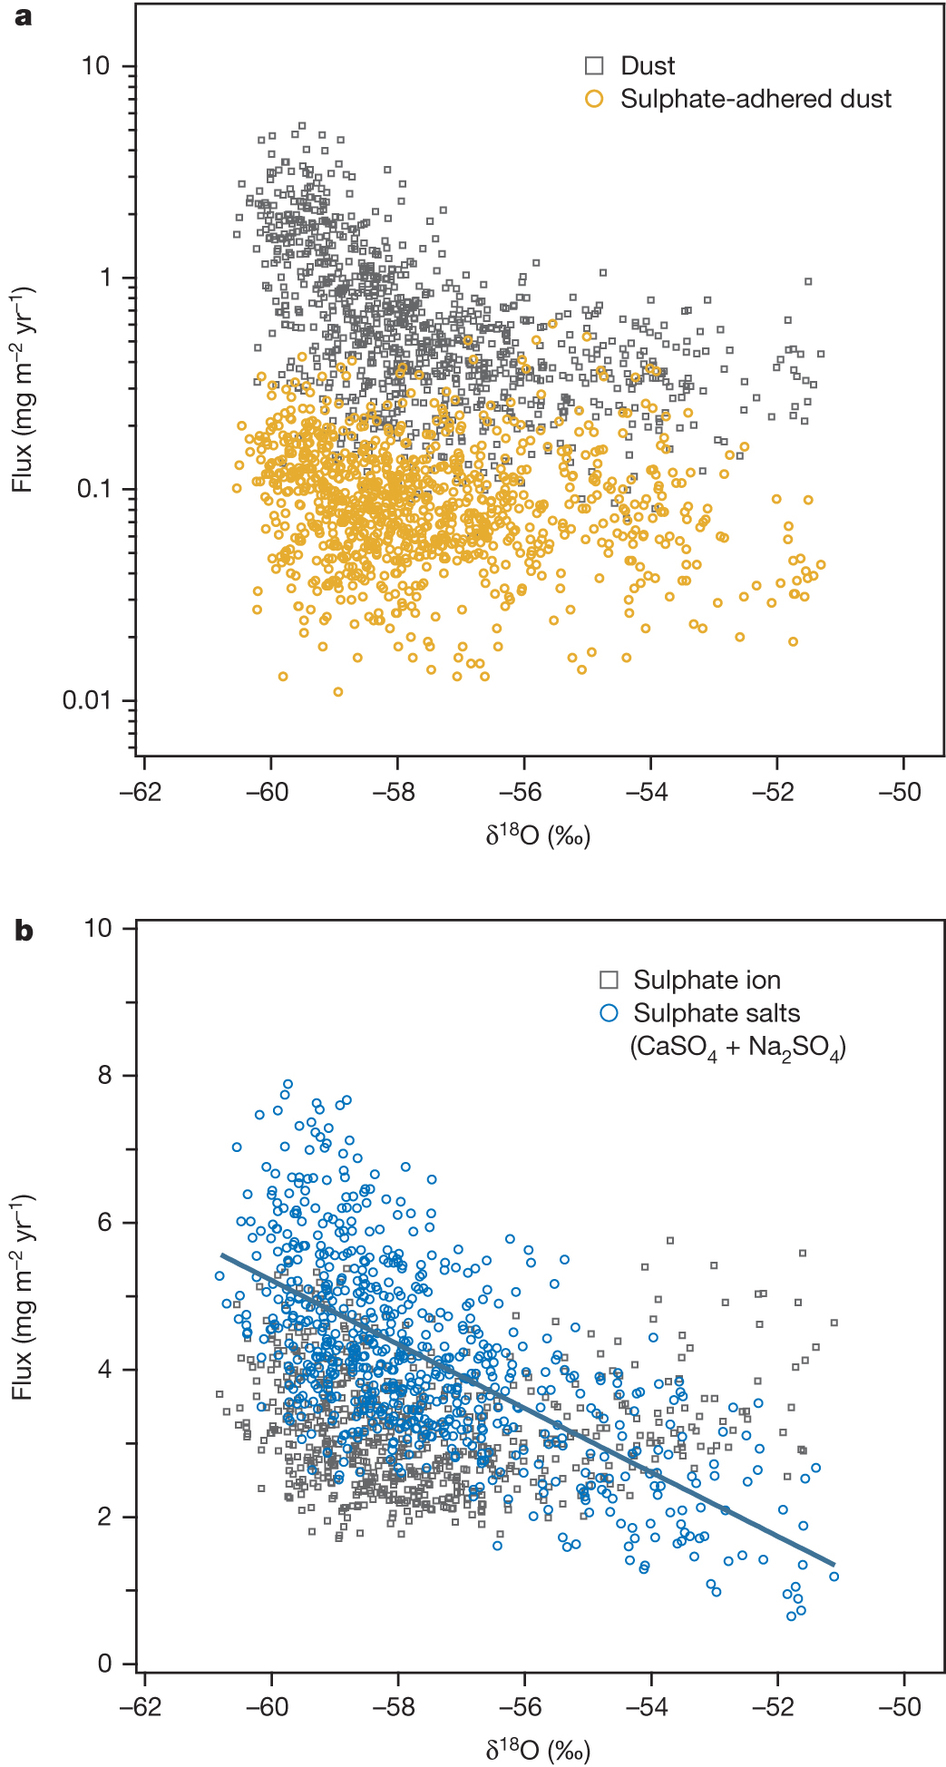 a
10
1
0.1
0.01
Flux (mg m⁻² yr⁻¹)
Dust
Sulphate-adhered dust
–62 –60 –58 –56 –54 –52 –50
δ¹⁸O (‰)
b
10
8
6
4
2
0
Flux (mg m⁻² yr⁻¹)
Sulphate ion
Sulphate salts
(CaSO₄ + Na₂SO₄)
–62 –60 –58 –56 –54 –52 –50
δ¹⁸O (‰)